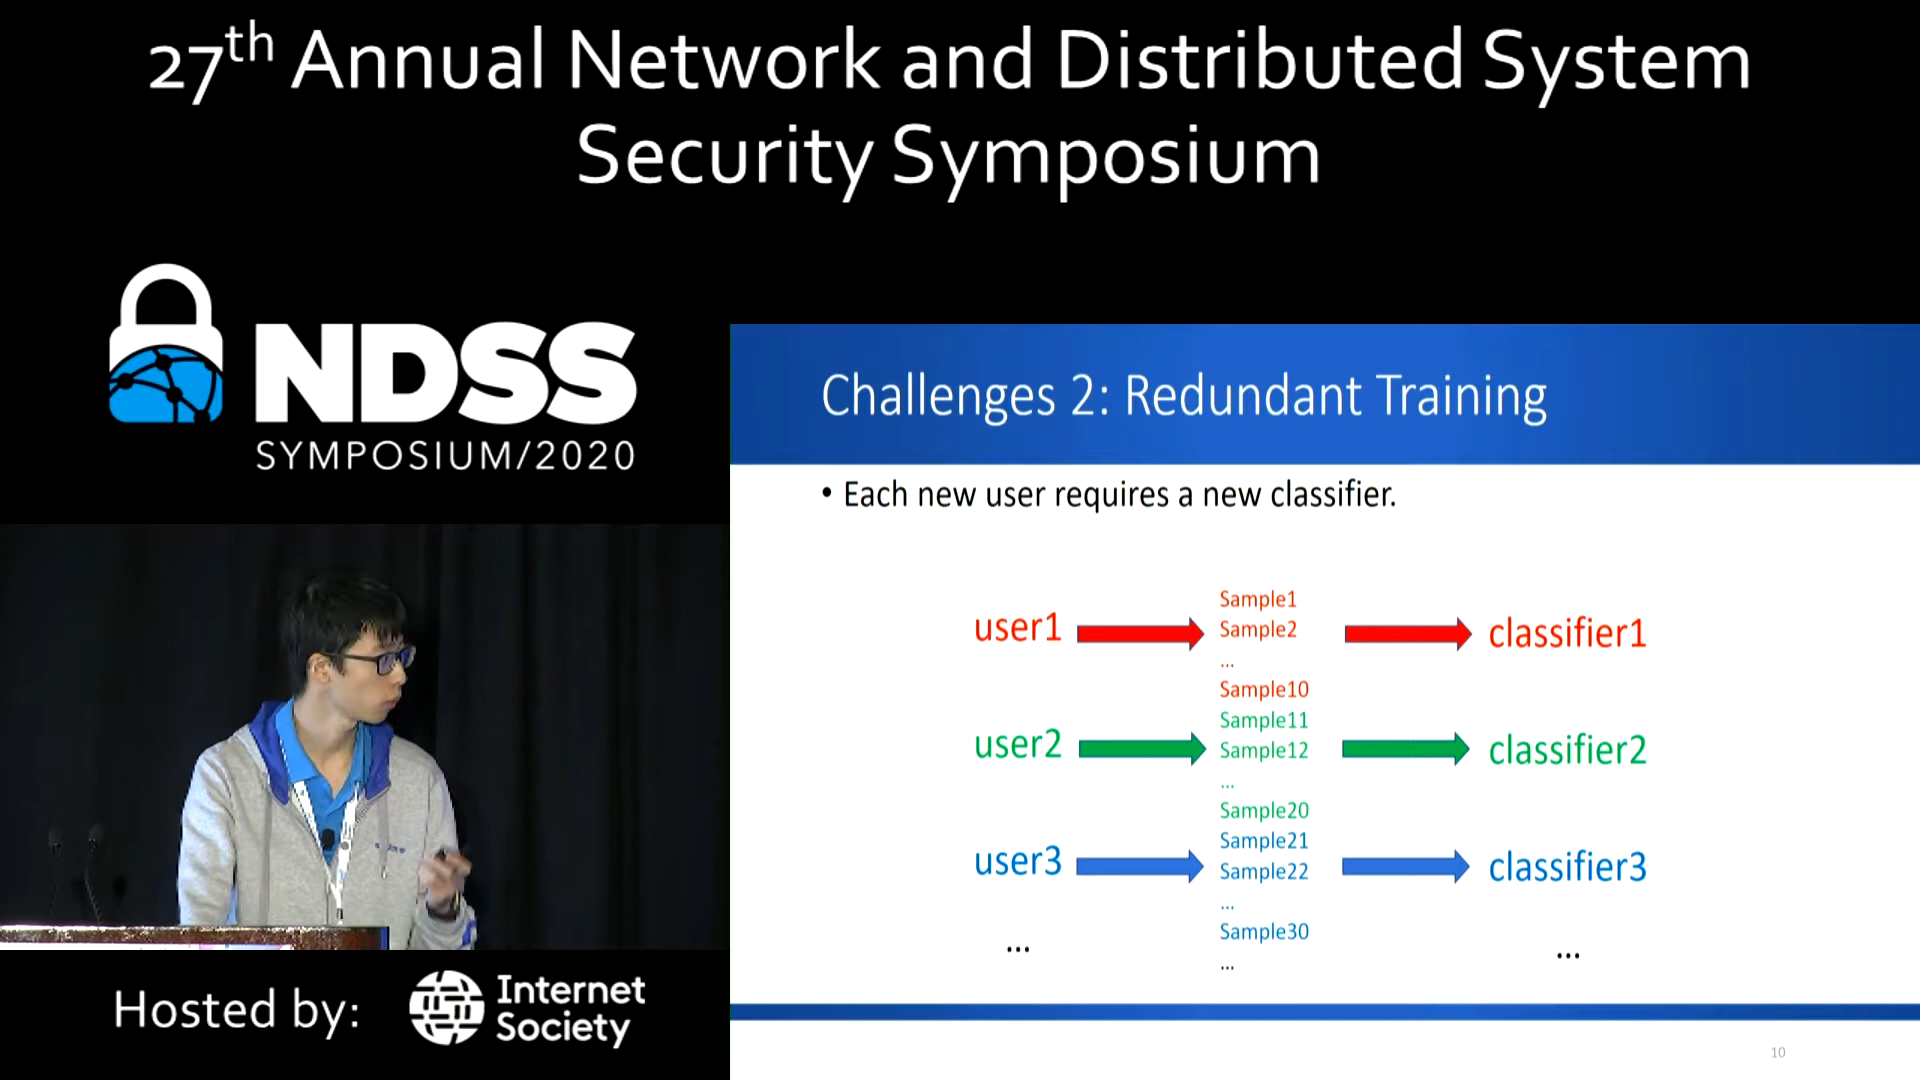 27th Annual Network and Distributed System
Security Symposium
NDSS
SYMPOSIUM/2020
Challenges 2: Redundant Training
• Each new user requires a new classifier.
user1
Sample1
Sample2
...
Sample10
classifier1
user2
Sample11
Sample12
...
Sample20
classifier2
user3
Sample21
Sample22
...
Sample30
classifier3
...
...
...
Hosted by:
Internet
Society
10